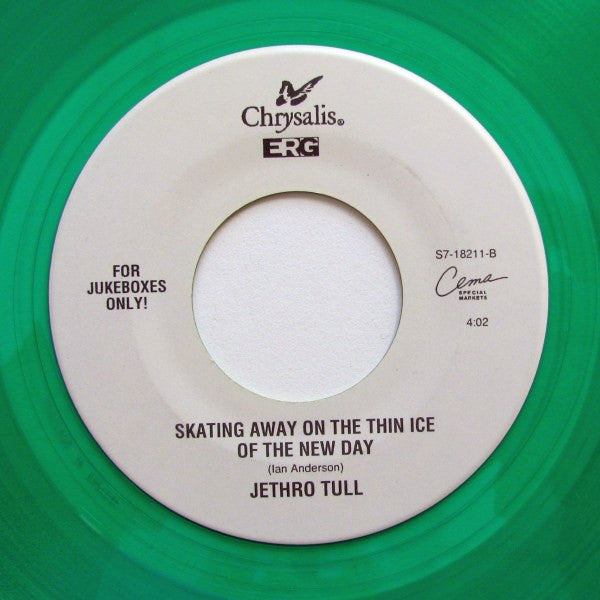 Chrysalis®
ERG
FOR
JUKEBOXES
ONLY!
S7-18211-B
Cema
SPECIAL
MARKETS
4:02
SKATING AWAY ON THE THIN ICE
OF THE NEW DAY
(Ian Anderson)
JETHRO TULL